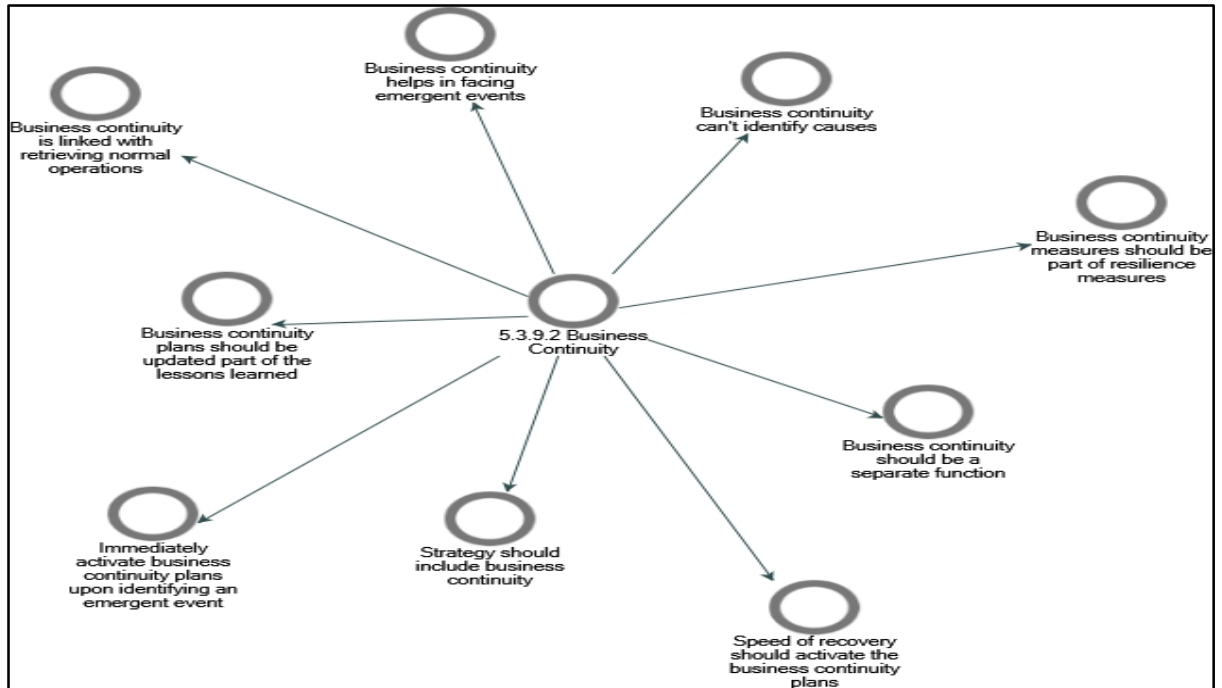 Business continuity
helps in facing
emergent events
Business continuity
can't identify causes
Business continuity
is linked with
retrieving normal
operations
Business continuity
measures should be
part of resilience
measures
Business continuity
plans should be
updated part of the
lessons learned
5.3.9.2 Business
Continuity
Business continuity
should be a
separate function
Immediately
activate business
continuity plans
upon identifying an
emergent event
Strategy should
include business
continuity
Speed of recovery
should activate the
business continuity
plans